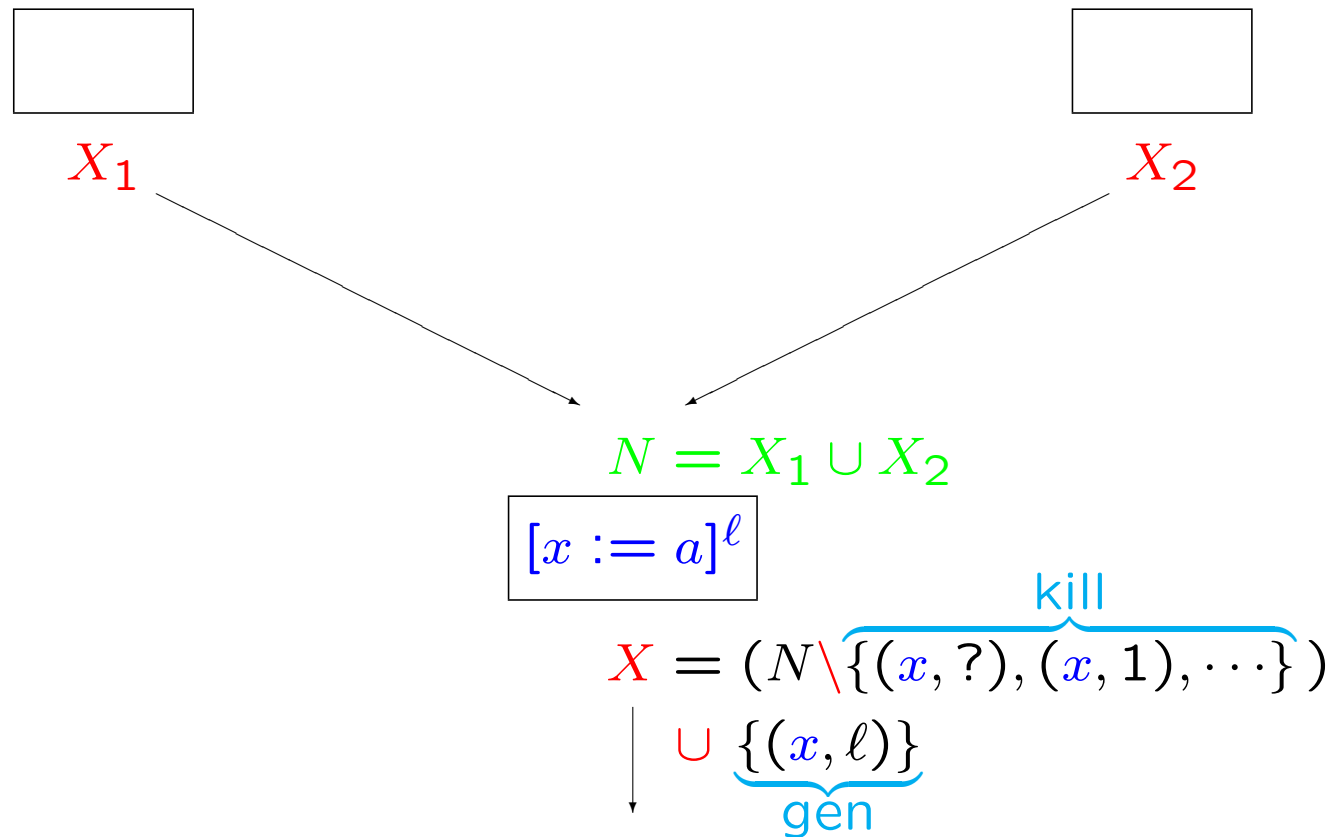 X₁ X₂
N = X₁ ∪ X₂
[x := a]^ℓ
kill
X = (N\{(x, ?), (x, 1), ⋯})
∪ {(x, ℓ)}
gen